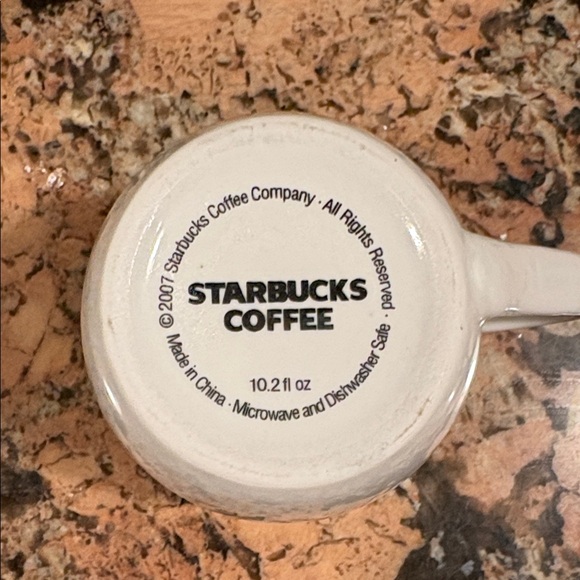 © 2007 Starbucks Coffee Company · All Rights Reserved ·
STARBUCKS
COFFEE
10.2 fl oz
Made in China · Microwave and Dishwasher Safe